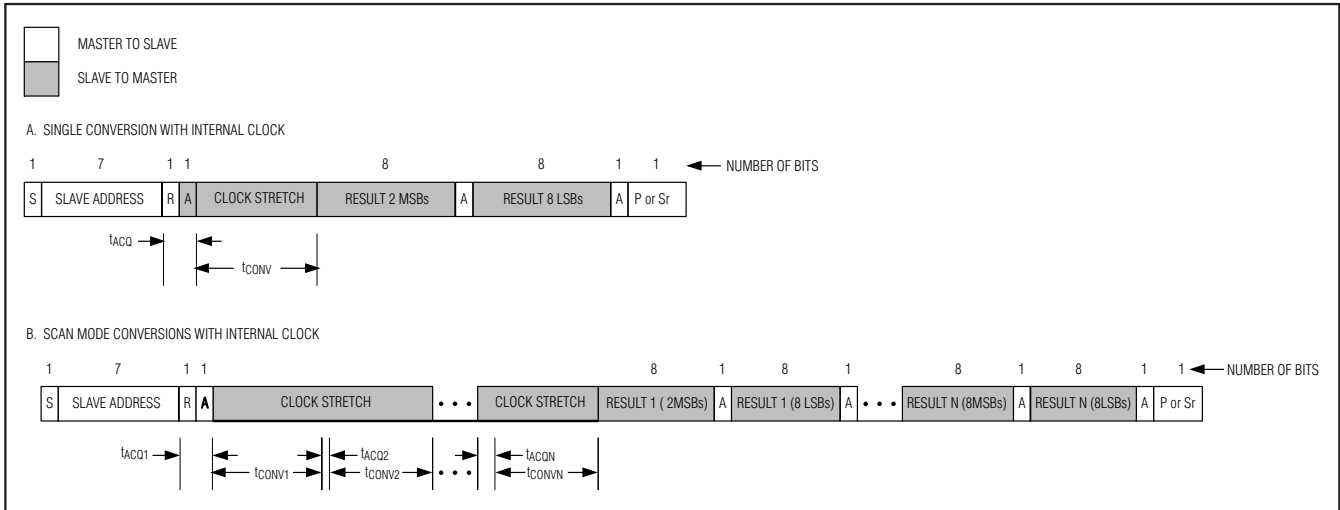 MASTER TO SLAVE
SLAVE TO MASTER
A. SINGLE CONVERSION WITH INTERNAL CLOCK
1 7 1 1 8 8 1 1 NUMBER OF BITS
S SLAVE ADDRESS R A CLOCK STRETCH RESULT 2 MSBs A RESULT 8 LSBs A P or Sr
tACQ
tCONV
B. SCAN MODE CONVERSIONS WITH INTERNAL CLOCK
1 7 1 1 8 1 8 1 8 1 8 1 1 NUMBER OF BITS
S SLAVE ADDRESS R A CLOCK STRETCH • • • CLOCK STRETCH RESULT 1 ( 2MSBs) A RESULT 1 (8 LSBs) A • • • RESULT N (8MSBs) A RESULT N (8LSBs) A P or Sr
tACQ1 tACQ2 tACQN
tCONV1 tCONV2 • • • tCONVN